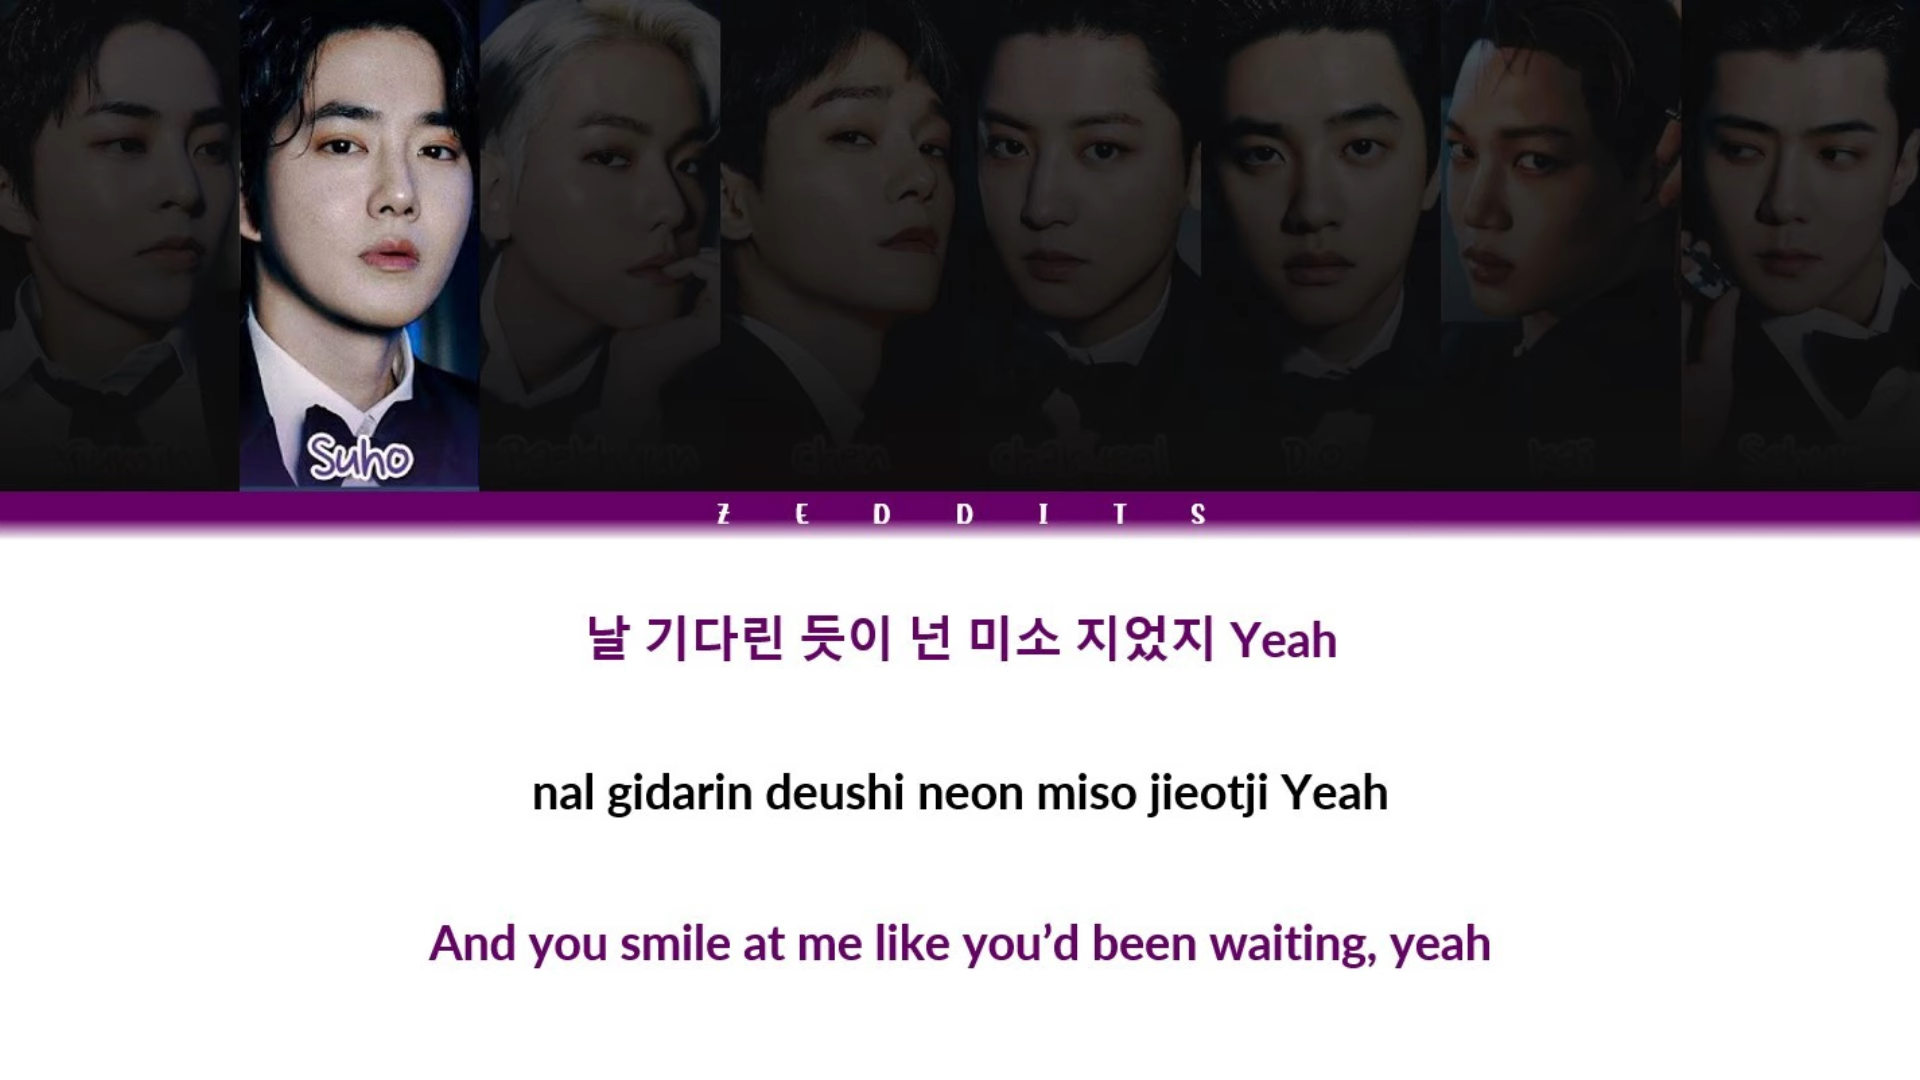 Suho
ZEDDITS
날 기다린 듯이 넌 미소 지었지 Yeah
nal gidarin deushi neon miso jieotji Yeah
And you smile at me like you’d been waiting, yeah